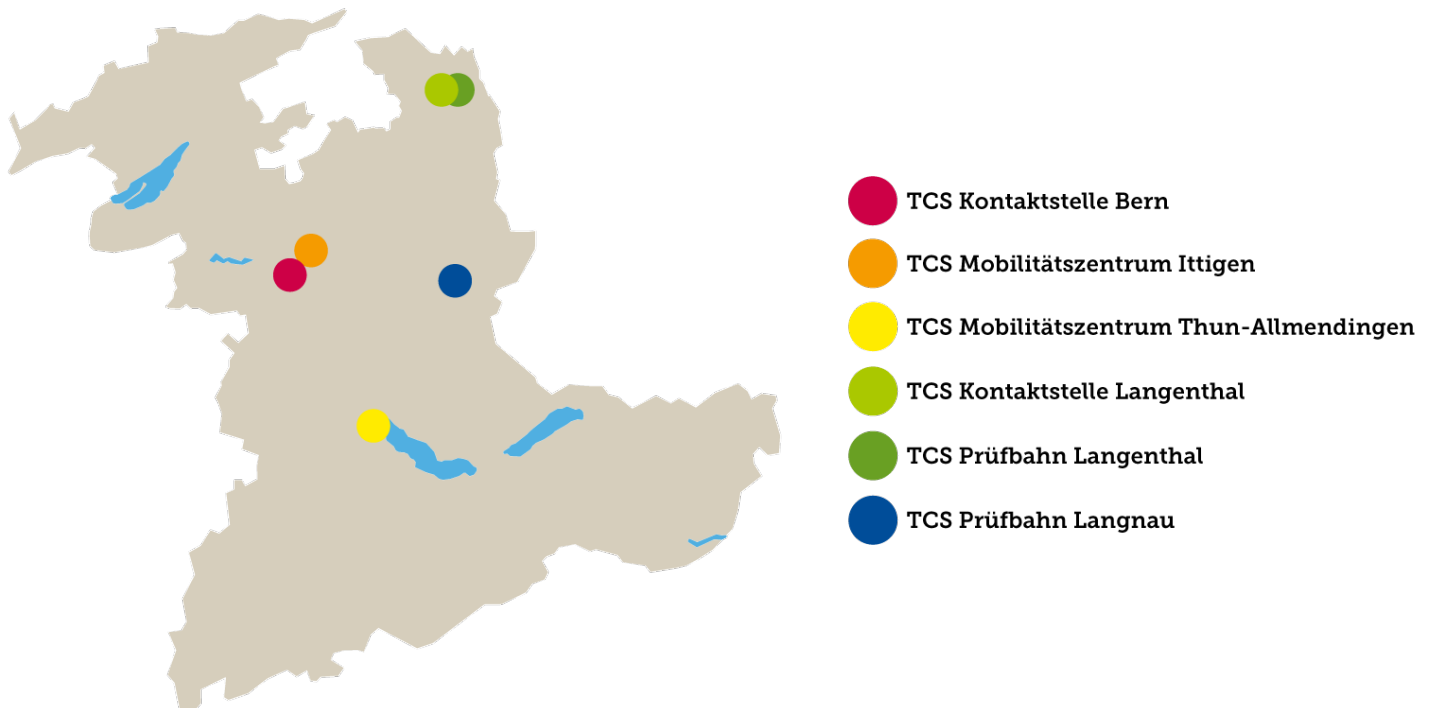 TCS Kontaktstelle Bern
TCS Mobilitätszentrum Ittigen
TCS Mobilitätszentrum Thun-Allmendingen
TCS Kontaktstelle Langenthal
TCS Prüfbahn Langenthal
TCS Prüfbahn Langnau